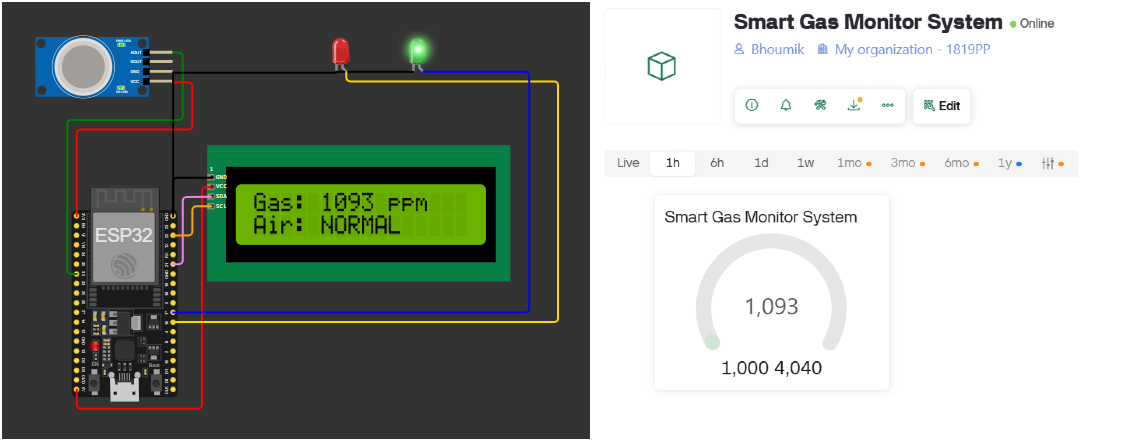 Smart Gas Monitor System
Online
Bhoumik
My organization - 1819PP
Edit
Live 1h 6h 1d 1w 1mo 3mo 6mo 1y
AOUT
DOUT
GND
VCC
1
GND
VCC
SDA
SCL
Gas: 1093 ppm
Air: NORMAL
ESP32
EN
Boot
Smart Gas Monitor System
1,093
1,000 4,040